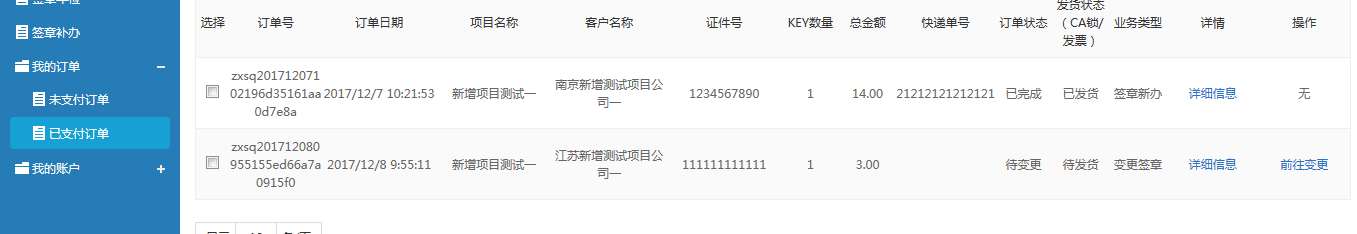 签章补办
我的订单
未支付订单
已支付订单
我的账户
选择 订单号 订单日期 项目名称 客户名称 证件号 KEY数量 总金额 快递单号 订单状态 发货状态（CA锁/发票） 业务类型 详情 操作
zxsq201712071
02196d35161aa
0d7e8a
2017/12/7 10:21:53
新增项目测试一
南京新增测试项目公
司一
1234567890
1
14.00
21212121212121
已完成
已发货
签章新办
详细信息
无
zxsq201712080
955155ed66a7a
0915f0
2017/12/8 9:55:11
新增项目测试一
江苏新增测试项目公
司一
111111111111
1
3.00
待变更
待发货
变更签章
详细信息
前往变更